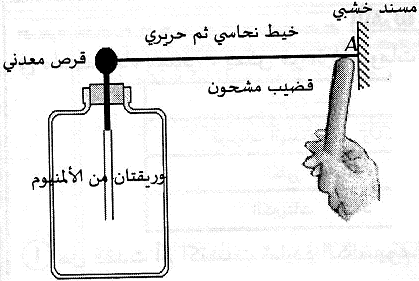 مسند خشبي
خيط نحاسي ثم حريري
A
قرص معدني
قضيب مشحون
وريقتان من الألمنيوم